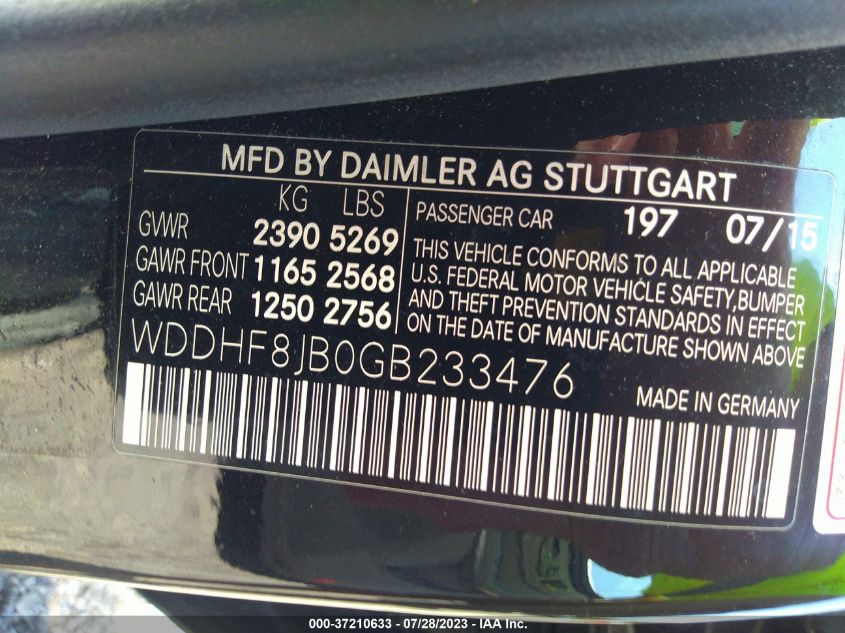 MFD BY DAIMLER AG STUTTGART
KG LBS
GVWR 2390 5269
GAWR FRONT 1165 2568
GAWR REAR 1250 2756
PASSENGER CAR 197 07/15
THIS VEHICLE CONFORMS TO ALL APPLICABLE
U.S. FEDERAL MOTOR VEHICLE SAFETY,BUMPER
AND THEFT PREVENTION STANDARDS IN EFFECT
ON THE DATE OF MANUFACTURE SHOWN ABOVE
WDDHF8JB0GB233476
MADE IN GERMANY
000-37210633 / 07/28/2023 - IAA Inc.